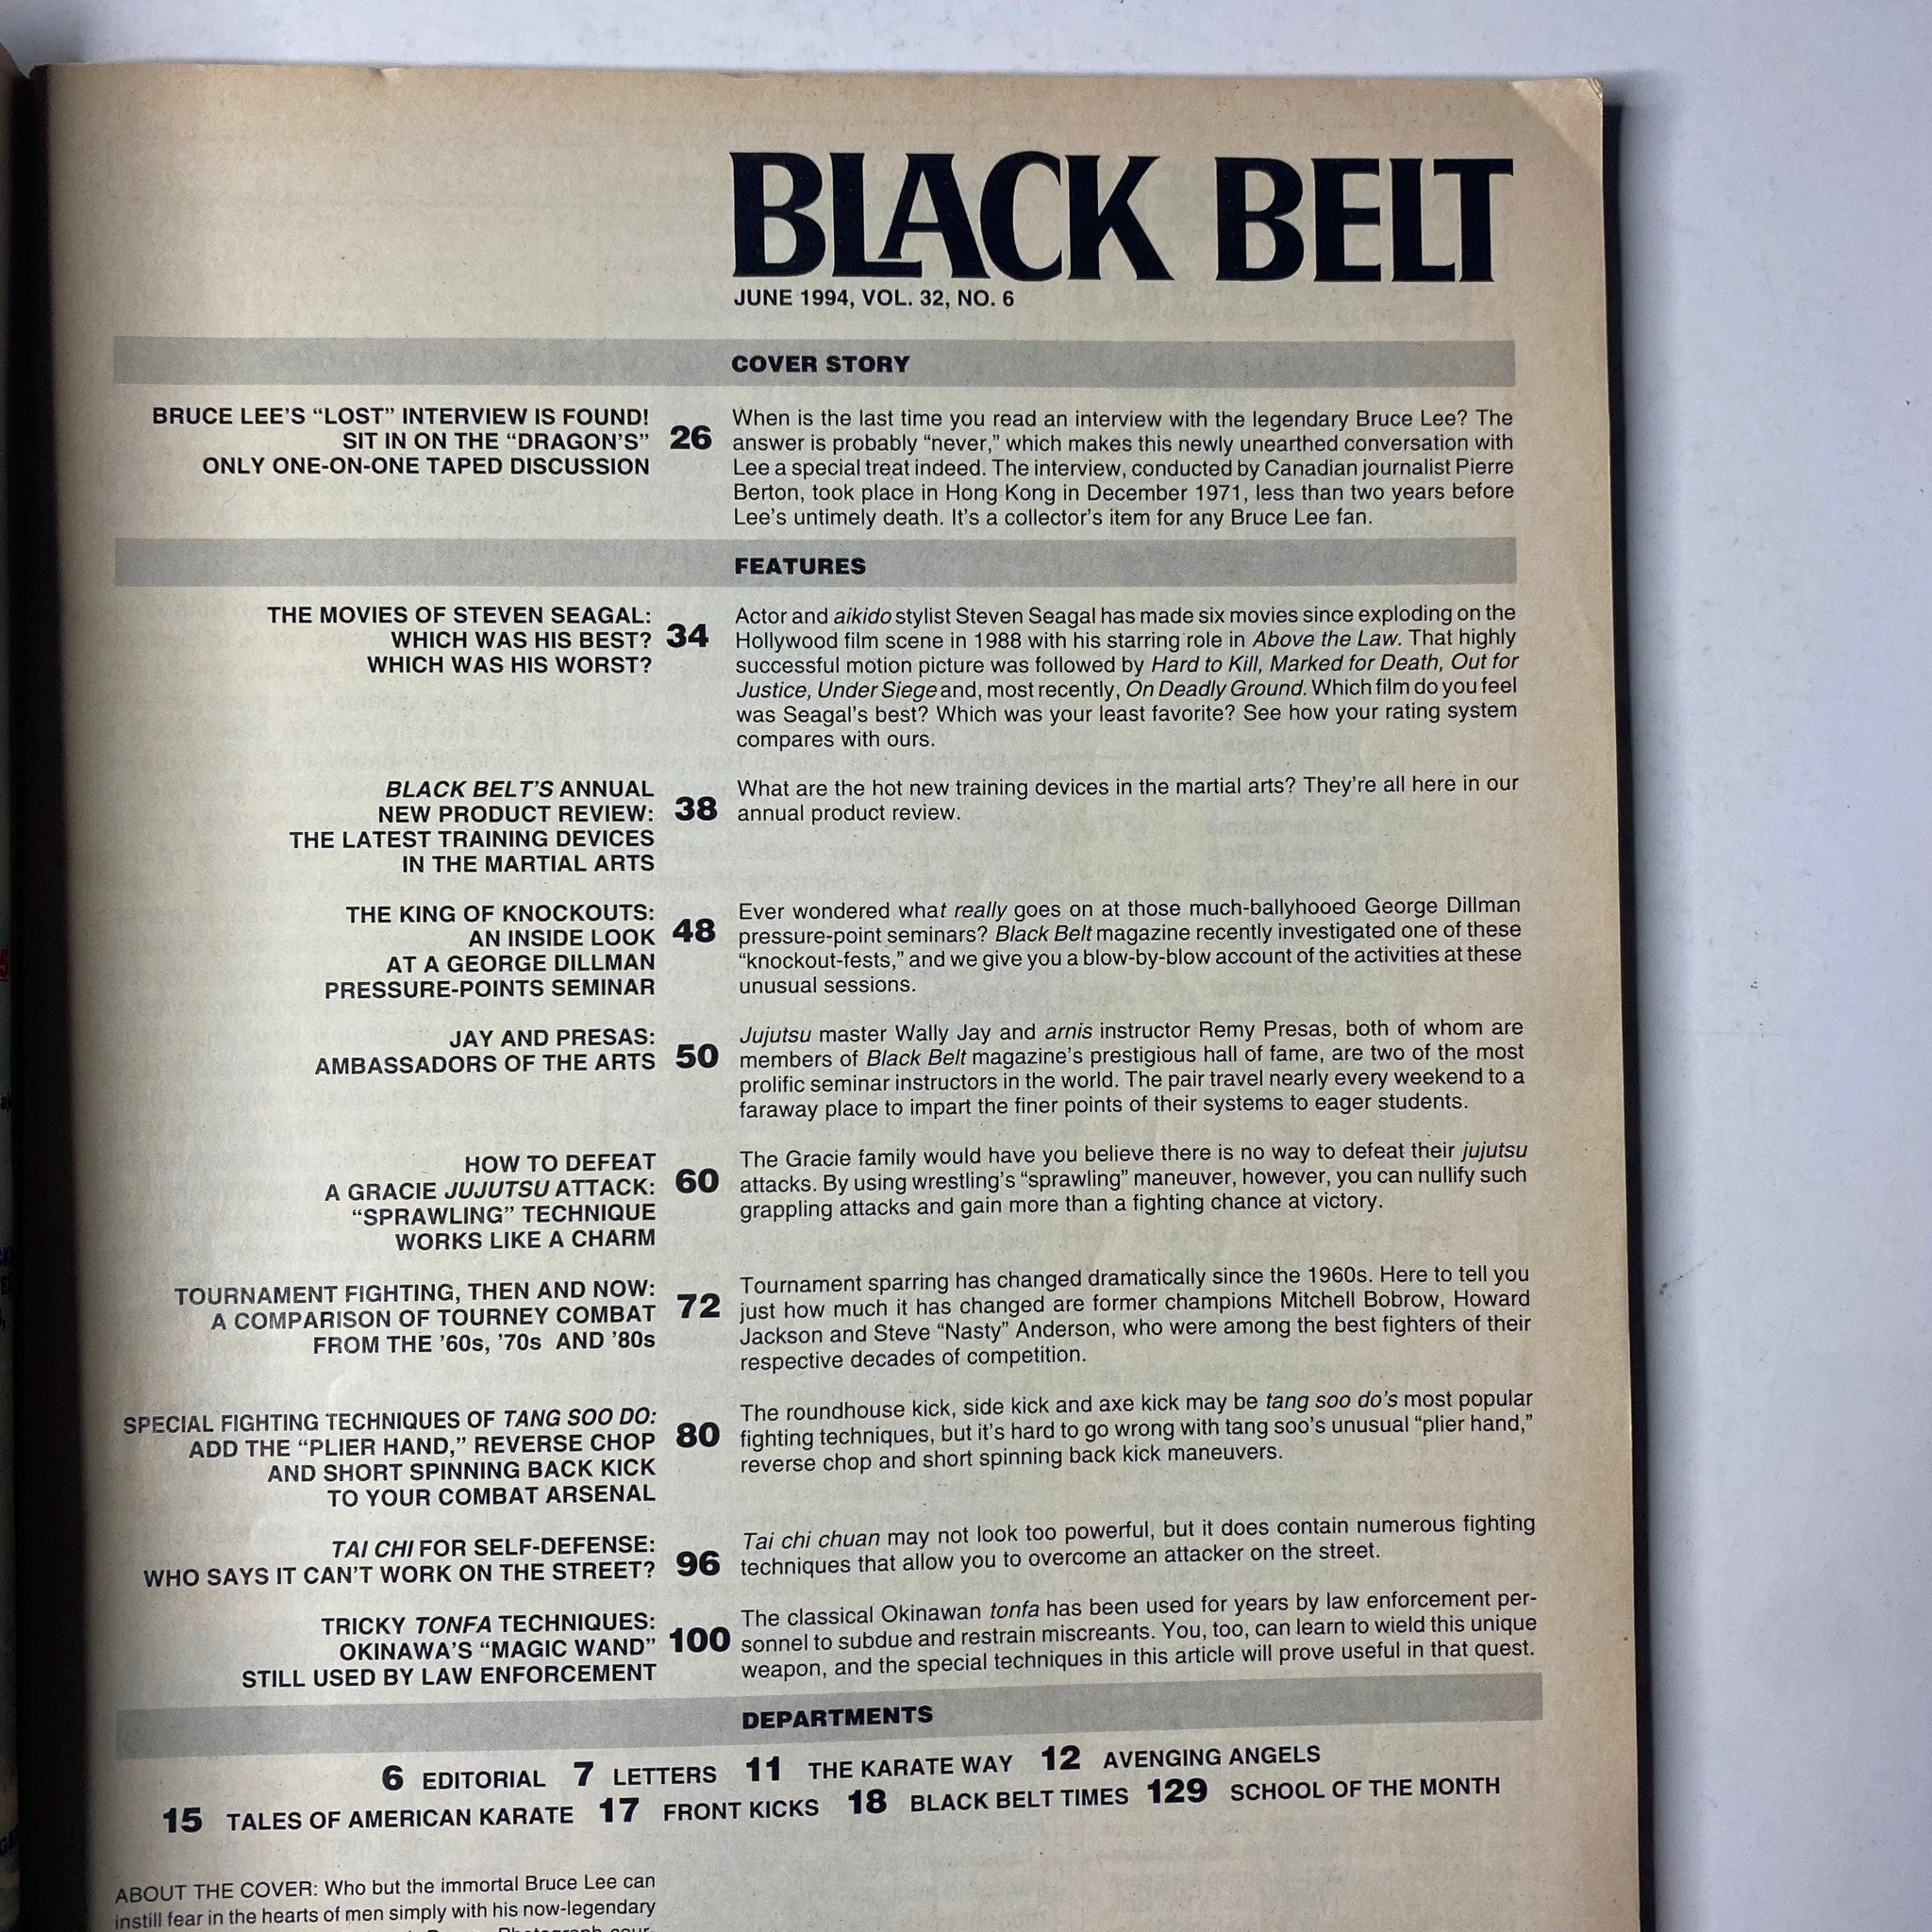 BLACK BELT
JUNE 1994, VOL. 32, NO. 6
COVER STORY
BRUCE LEE'S “LOST” INTERVIEW IS FOUND!
SIT IN ON THE “DRAGON'S”
ONLY ONE-ON-ONE TAPED DISCUSSION
26
When is the last time you read an interview with the legendary Bruce Lee? The
answer is probably “never,” which makes this newly unearthed conversation with
Lee a special treat indeed. The interview, conducted by Canadian journalist Pierre
Berton, took place in Hong Kong in December 1971, less than two years before
Lee's untimely death. It's a collector's item for any Bruce Lee fan.
FEATURES
THE MOVIES OF STEVEN SEAGAL:
WHICH WAS HIS BEST?
WHICH WAS HIS WORST?
34
Actor and aikido stylist Steven Seagal has made six movies since exploding on the
Hollywood film scene in 1988 with his starring role in Above the Law. That highly
successful motion picture was followed by Hard to Kill, Marked for Death, Out for
Justice, Under Siege and, most recently, On Deadly Ground. Which film do you feel
was Seagal's best? Which was your least favorite? See how your rating system
compares with ours.
BLACK BELT'S ANNUAL
NEW PRODUCT REVIEW:
THE LATEST TRAINING DEVICES
IN THE MARTIAL ARTS
38
What are the hot new training devices in the martial arts? They're all here in our
annual product review.
THE KING OF KNOCKOUTS:
AN INSIDE LOOK
AT A GEORGE DILLMAN
PRESSURE-POINTS SEMINAR
48
Ever wondered what really goes on at those much-ballyhooed George Dillman
pressure-point seminars? Black Belt magazine recently investigated one of these
“knockout-fests,” and we give you a blow-by-blow account of the activities at these
unusual sessions.
JAY AND PRESAS:
AMBASSADORS OF THE ARTS
50
Jujutsu master Wally Jay and arnis instructor Remy Presas, both of whom are
members of Black Belt magazine's prestigious hall of fame, are two of the most
prolific seminar instructors in the world. The pair travel nearly every weekend to a
faraway place to impart the finer points of their systems to eager students.
HOW TO DEFEAT
A GRACIE JUJUTSU ATTACK:
“SPRAWLING” TECHNIQUE
WORKS LIKE A CHARM
60
The Gracie family would have you believe there is no way to defeat their jujutsu
attacks. By using wrestling's “sprawling” maneuver, however, you can nullify such
grappling attacks and gain more than a fighting chance at victory.
TOURNAMENT FIGHTING, THEN AND NOW:
A COMPARISON OF TOURNEY COMBAT
FROM THE '60s, '70s AND '80s
72
Tournament sparring has changed dramatically since the 1960s. Here to tell you
just how much it has changed are former champions Mitchell Bobrow, Howard
Jackson and Steve “Nasty” Anderson, who were among the best fighters of their
respective decades of competition.
SPECIAL FIGHTING TECHNIQUES OF TANG SOO DO:
ADD THE “PLIER HAND,” REVERSE CHOP
AND SHORT SPINNING BACK KICK
TO YOUR COMBAT ARSENAL
80
The roundhouse kick, side kick and axe kick may be tang soo do's most popular
fighting techniques, but it's hard to go wrong with tang soo's unusual “plier hand,”
reverse chop and short spinning back kick maneuvers.
TAI CHI FOR SELF-DEFENSE:
WHO SAYS IT CAN'T WORK ON THE STREET?
96
Tai chi chuan may not look too powerful, but it does contain numerous fighting
techniques that allow you to overcome an attacker on the street.
TRICKY TONFA TECHNIQUES:
OKINAWA'S “MAGIC WAND”
STILL USED BY LAW ENFORCEMENT
100
The classical Okinawan tonfa has been used for years by law enforcement per-
sonnel to subdue and restrain miscreants. You, too, can learn to wield this unique
weapon, and the special techniques in this article will prove useful in that quest.
DEPARTMENTS
6 EDITORIAL 7 LETTERS 11 THE KARATE WAY 12 AVENGING ANGELS
15 TALES OF AMERICAN KARATE 17 FRONT KICKS 18 BLACK BELT TIMES 129 SCHOOL OF THE MONTH
ABOUT THE COVER: Who but the immortal Bruce Lee can
instill fear in the hearts of men simply with his now-legendary